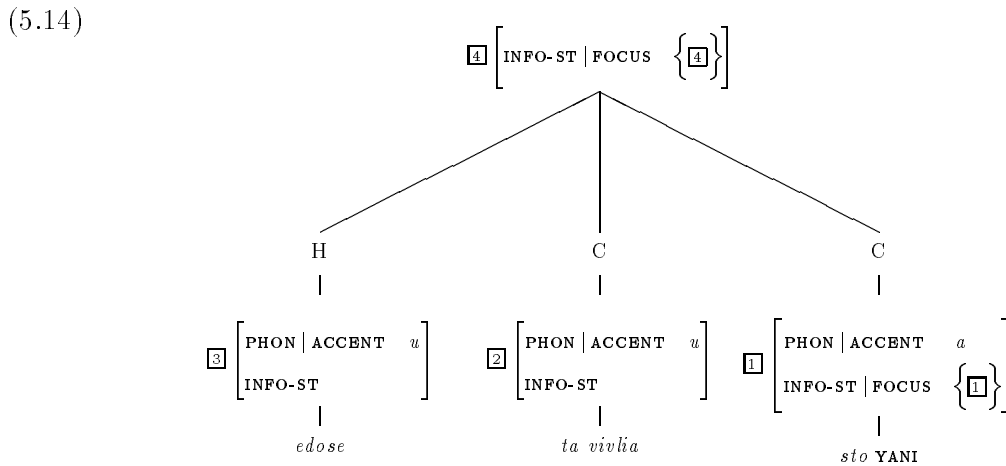 (5.14)
4 [INFO-ST | FOCUS {4}]
H C C
3 [PHON | ACCENT u] 2 [PHON | ACCENT u] 1 [PHON | ACCENT a]
[INFO-ST] [INFO-ST] [INFO-ST | FOCUS {1}]
edose ta vivlia sto YANI